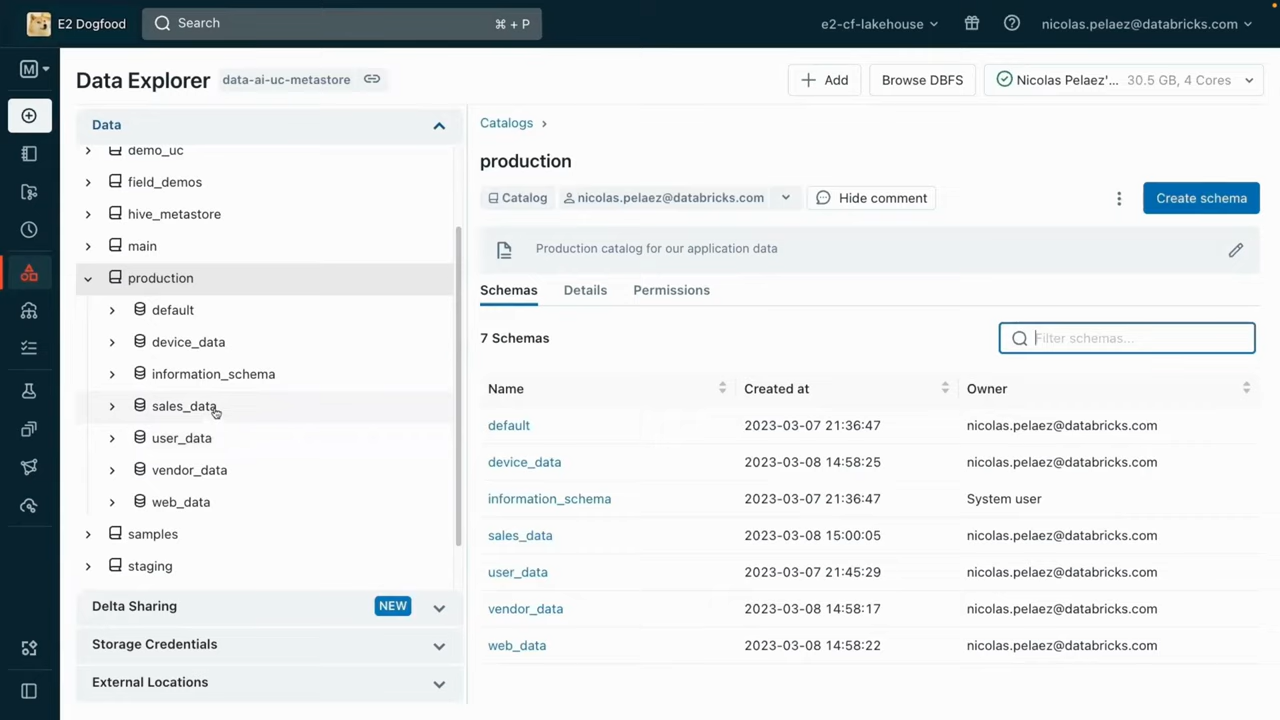 E2 Dogfood
Search
⌘ + P
e2-cf-lakehouse
nicolas.pelaez@databricks.com
M
Data Explorer
data-ai-uc-metastore
Add
Browse DBFS
Nicolas Pelaez'... 30.5 GB, 4 Cores
Data
demo_uc
field_demos
hive_metastore
main
production
default
device_data
information_schema
sales_data
user_data
vendor_data
web_data
samples
staging
Delta Sharing NEW
Storage Credentials
External Locations
Catalogs >
production
Catalog
nicolas.pelaez@databricks.com
Hide comment
Create schema
Production catalog for our application data
Schemas Details Permissions
7 Schemas
Filter schemas...
Name Created at Owner
default 2023-03-07 21:36:47 nicolas.pelaez@databricks.com
device_data 2023-03-08 14:58:25 nicolas.pelaez@databricks.com
information_schema 2023-03-07 21:36:47 System user
sales_data 2023-03-08 15:00:05 nicolas.pelaez@databricks.com
user_data 2023-03-07 21:45:29 nicolas.pelaez@databricks.com
vendor_data 2023-03-08 14:58:17 nicolas.pelaez@databricks.com
web_data 2023-03-08 14:58:22 nicolas.pelaez@databricks.com